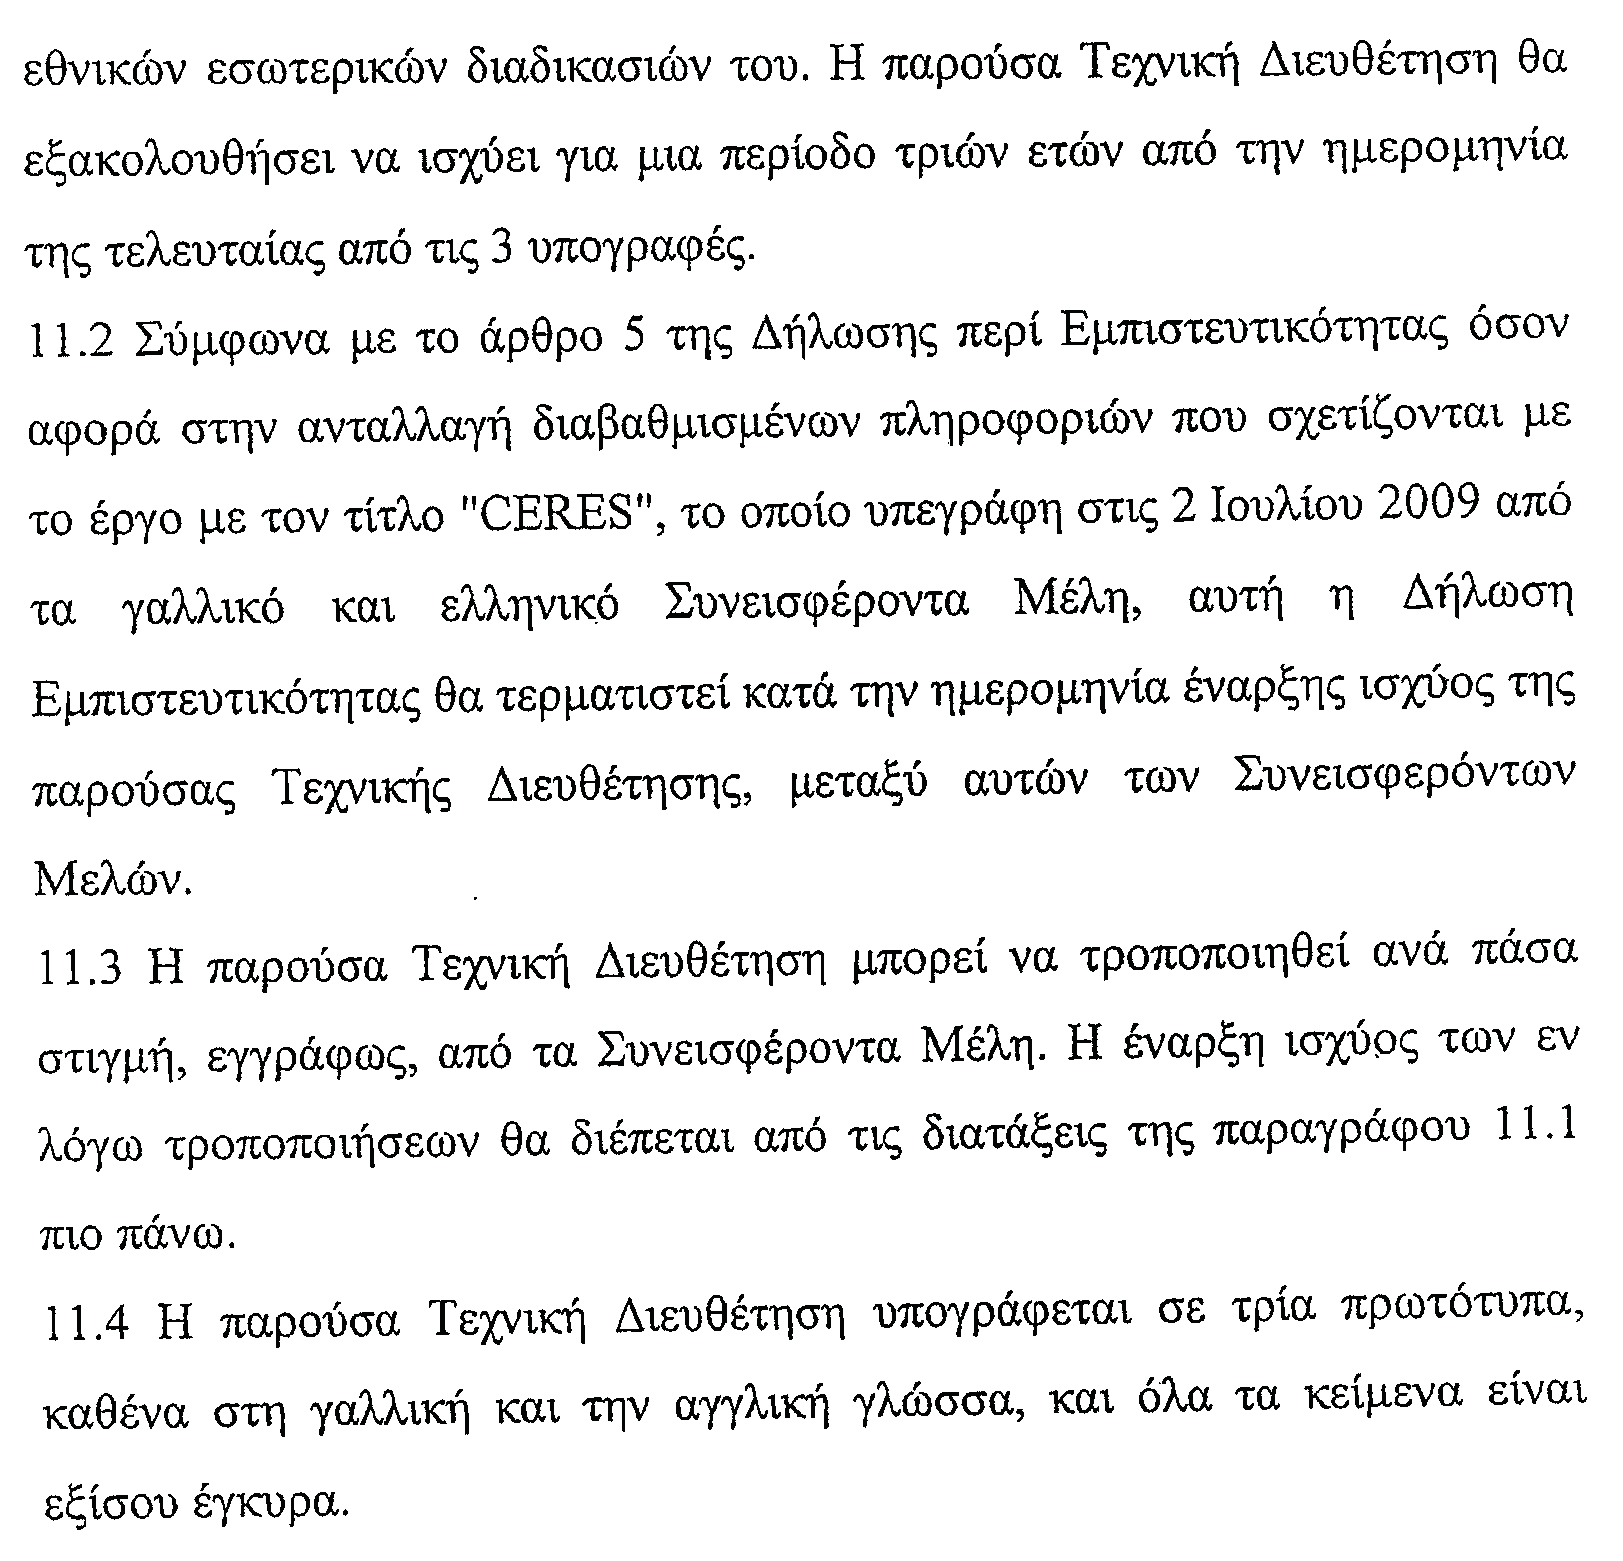 εθνικών εσωτερικών διαδικασιών του. Η παρούσα Τεχνική Διευθέτηση θα
εξακολουθήσει να ισχύει για μια περίοδο τριών ετών από την ημερομηνία
της τελευταίας από τις 3 υπογραφές.
11.2 Σύμφωνα με το άρθρο 5 της Δήλωσης περί Εμπιστευτικότητας όσον
αφορά στην ανταλλαγή διαβαθμισμένων πληροφοριών που σχετίζονται με
το έργο με τον τίτλο "CERES", το οποίο υπεγράφη στις 2 Ιουλίου 2009 από
τα γαλλικό και ελληνικό Συνεισφέροντα Μέλη, αυτή η Δήλωση
Εμπιστευτικότητας θα τερματιστεί κατά την ημερομηνία έναρξης ισχύος της
παρούσας Τεχνικής Διευθέτησης, μεταξύ αυτών των Συνεισφερόντων
Μελών.
11.3 Η παρούσα Τεχνική Διευθέτηση μπορεί να τροποποιηθεί ανά πάσα
στιγμή, εγγράφως, από τα Συνεισφέροντα Μέλη. Η έναρξη ισχύος των εν
λόγω τροποποιήσεων θα διέπεται από τις διατάξεις της παραγράφου 11.1
πιο πάνω.
11.4 Η παρούσα Τεχνική Διευθέτηση υπογράφεται σε τρία πρωτότυπα,
καθένα στη γαλλική και την αγγλική γλώσσα, και όλα τα κείμενα είναι
εξίσου έγκυρα.